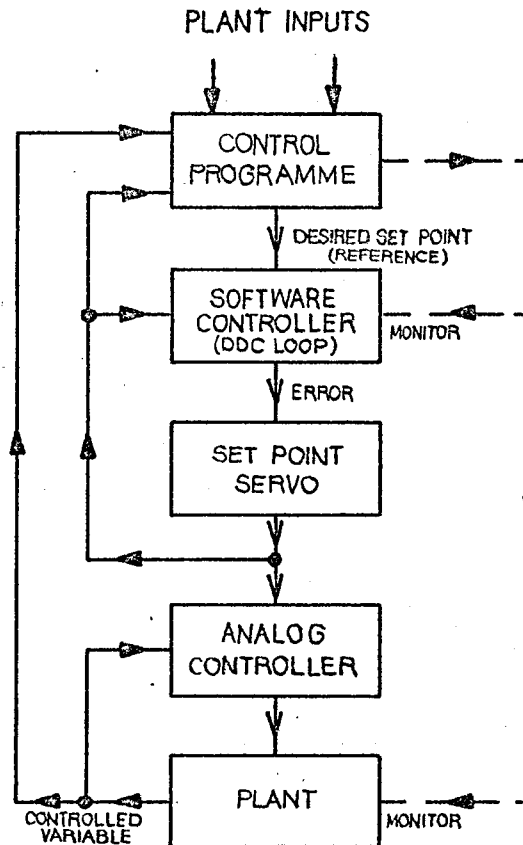 PLANT INPUTS
CONTROL
PROGRAMME
DESIRED SET POINT
(REFERENCE)
SOFTWARE
CONTROLLER
(DDC LOOP)
MONITOR
ERROR
SET POINT
SERVO
ANALOG
CONTROLLER
PLANT
CONTROLLED
VARIABLE
MONITOR